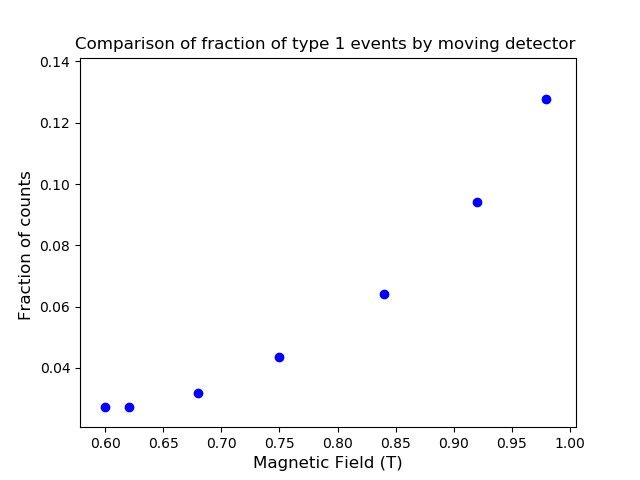 Comparison of fraction of type 1 events by moving detector
0.14
0.12
0.10
0.08
0.06
0.04
Fraction of counts
0.60 0.65 0.70 0.75 0.80 0.85 0.90 0.95 1.00
Magnetic Field (T)